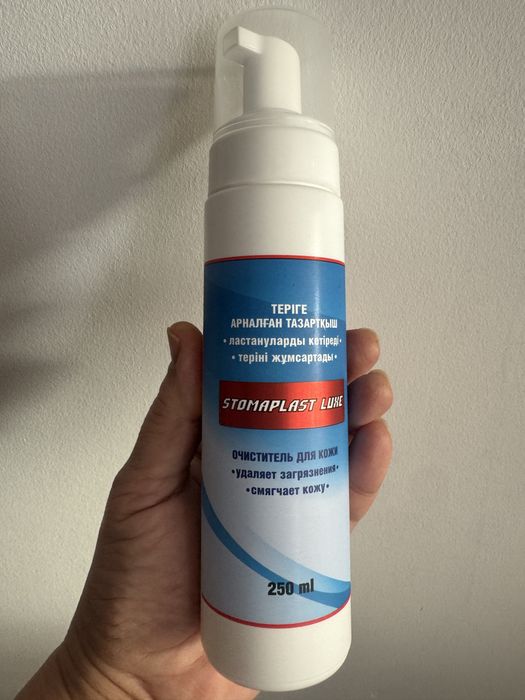 ТЕРІГЕ
АРНАЛҒАН ТАЗАРТҚЫШ
• ластануларды кетіреді •
• теріні жұмсартады •
STOMAPLAST LUXE
ОЧИСТИТЕЛЬ ДЛЯ КОЖИ
•удаляет загрязнения•
•смягчает кожу•
250 ml